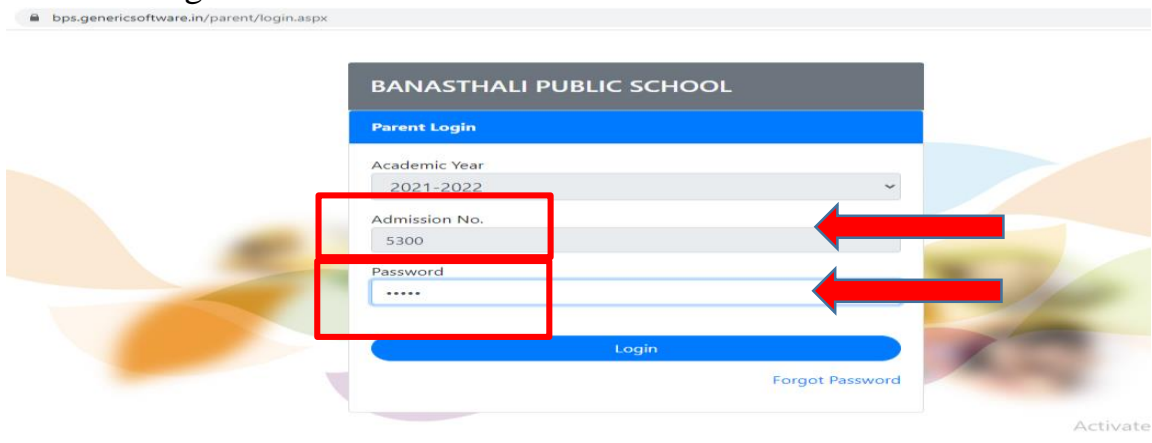 bps.genericsoftware.in/parent/login.aspx
BANASTHALI PUBLIC SCHOOL
Parent Login
Academic Year
2021-2022
Admission No.
5300
Password
•••••
Login
Forgot Password
Activate